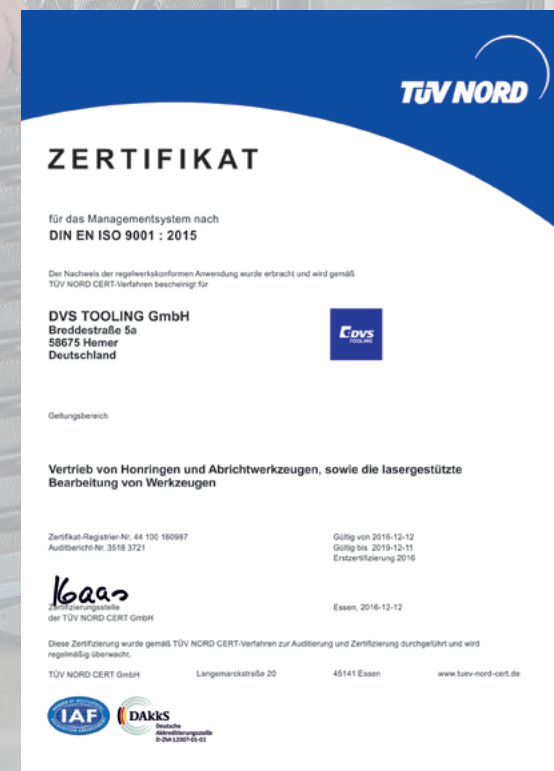 TÜV NORD
ZERTIFIKAT
für das Managementsystem nach
DIN EN ISO 9001 : 2015
Der Nachweis der regelwerkskonformen Anwendung wurde erbracht und wird gemäß
TÜV NORD CERT-Verfahren bescheinigt für
DVS TOOLING GmbH
Breddestraße 5a
58675 Hemer
Deutschland
DVS
TOOLING
Geltungsbereich
Vertrieb von Honringen und Abrichtwerkzeugen, sowie die lasergestützte
Bearbeitung von Werkzeugen
Zertifikat-Registrier-Nr. 44 100 160987
Auditbericht-Nr. 3518 3721
Gültig von 2016-12-12
Gültig bis 2019-12-11
Erstzertifizierung 2016
Zertifizierungsstelle
der TÜV NORD CERT GmbH
Essen, 2016-12-12
Diese Zertifizierung wurde gemäß TÜV NORD CERT-Verfahren zur Auditierung und Zertifizierung durchgeführt und wird
regelmäßig überwacht.
TÜV NORD CERT GmbH Langemarckstraße 20 45141 Essen www.tuev-nord-cert.de
IAF
DAkkS
Deutsche
Akkreditierungsstelle
D-ZM-12007-01-01